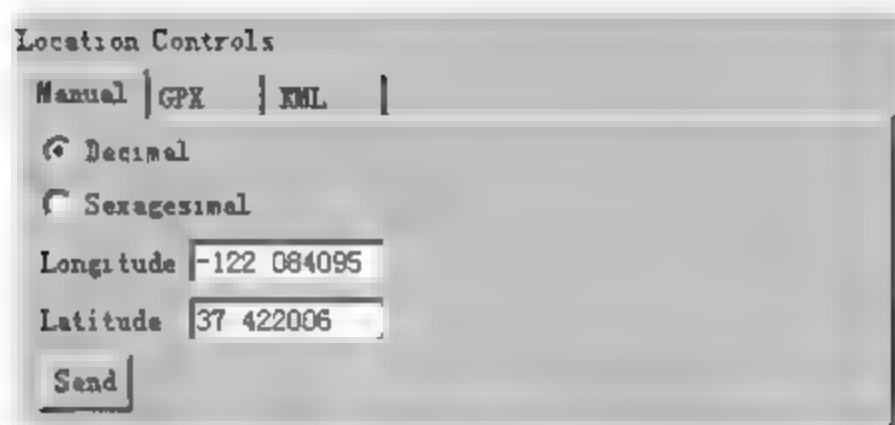 Location Controls
Manual GPX KML
Decimal
Sexagesimal
Longitude -122.084095
Latitude 37.422006
Send